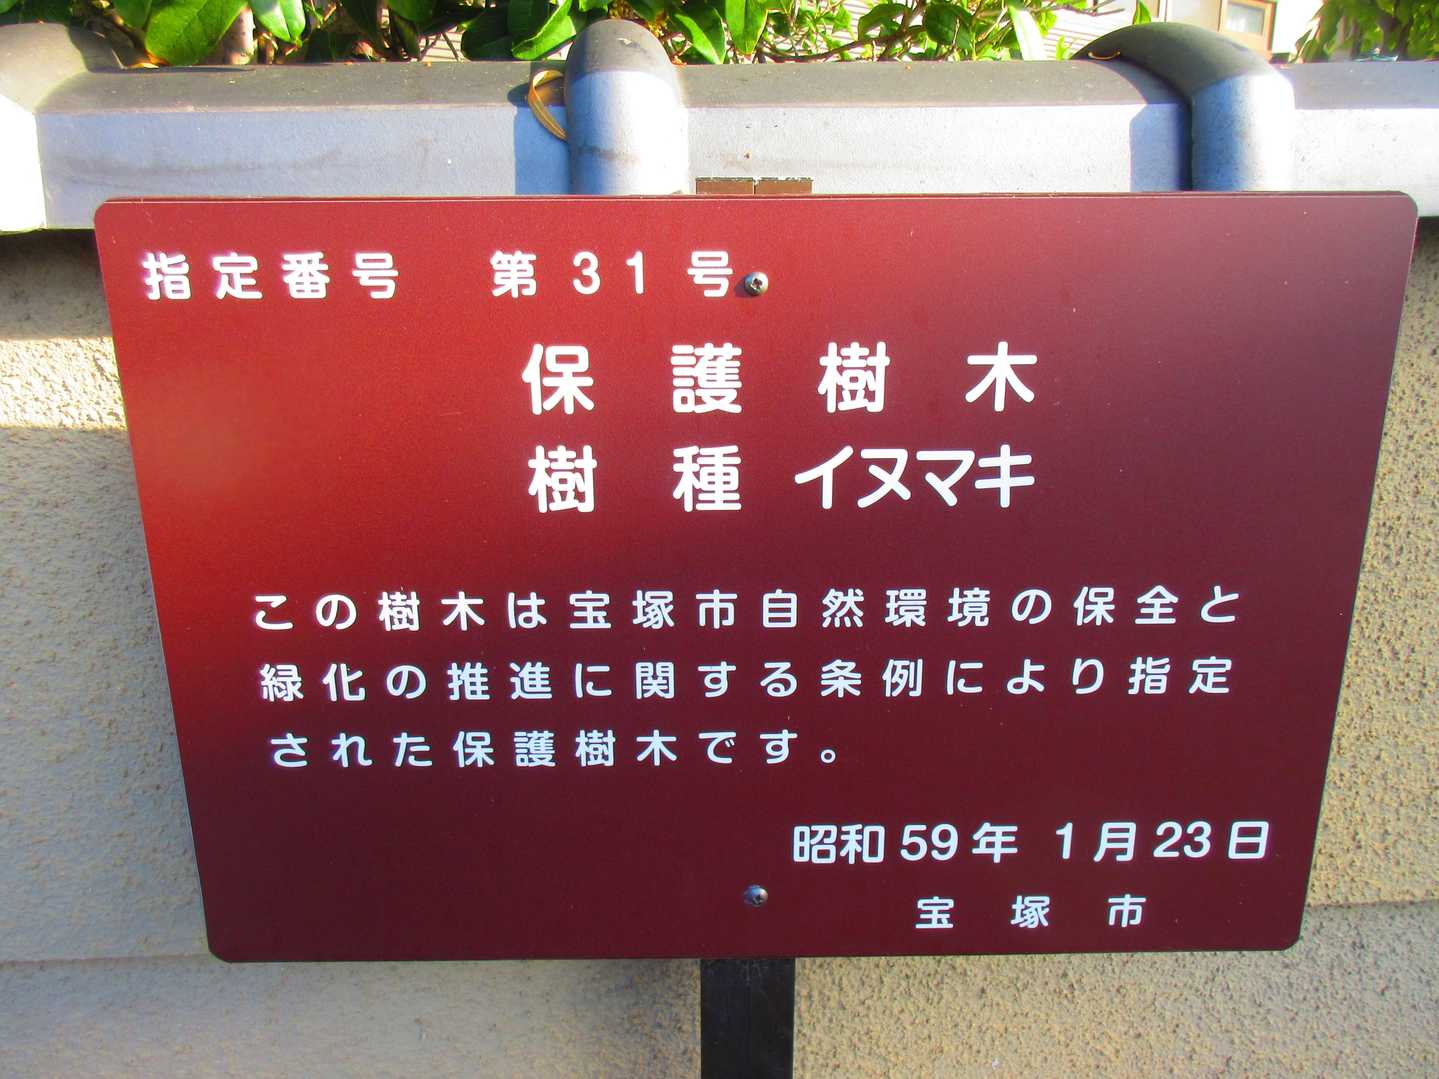 指定番号　第31号
保護樹木
樹種 イヌマキ
この樹木は宝塚市自然環境の保全と
緑化の推進に関する条例により指定
された保護樹木です。
昭和59年 1月23日
宝塚市